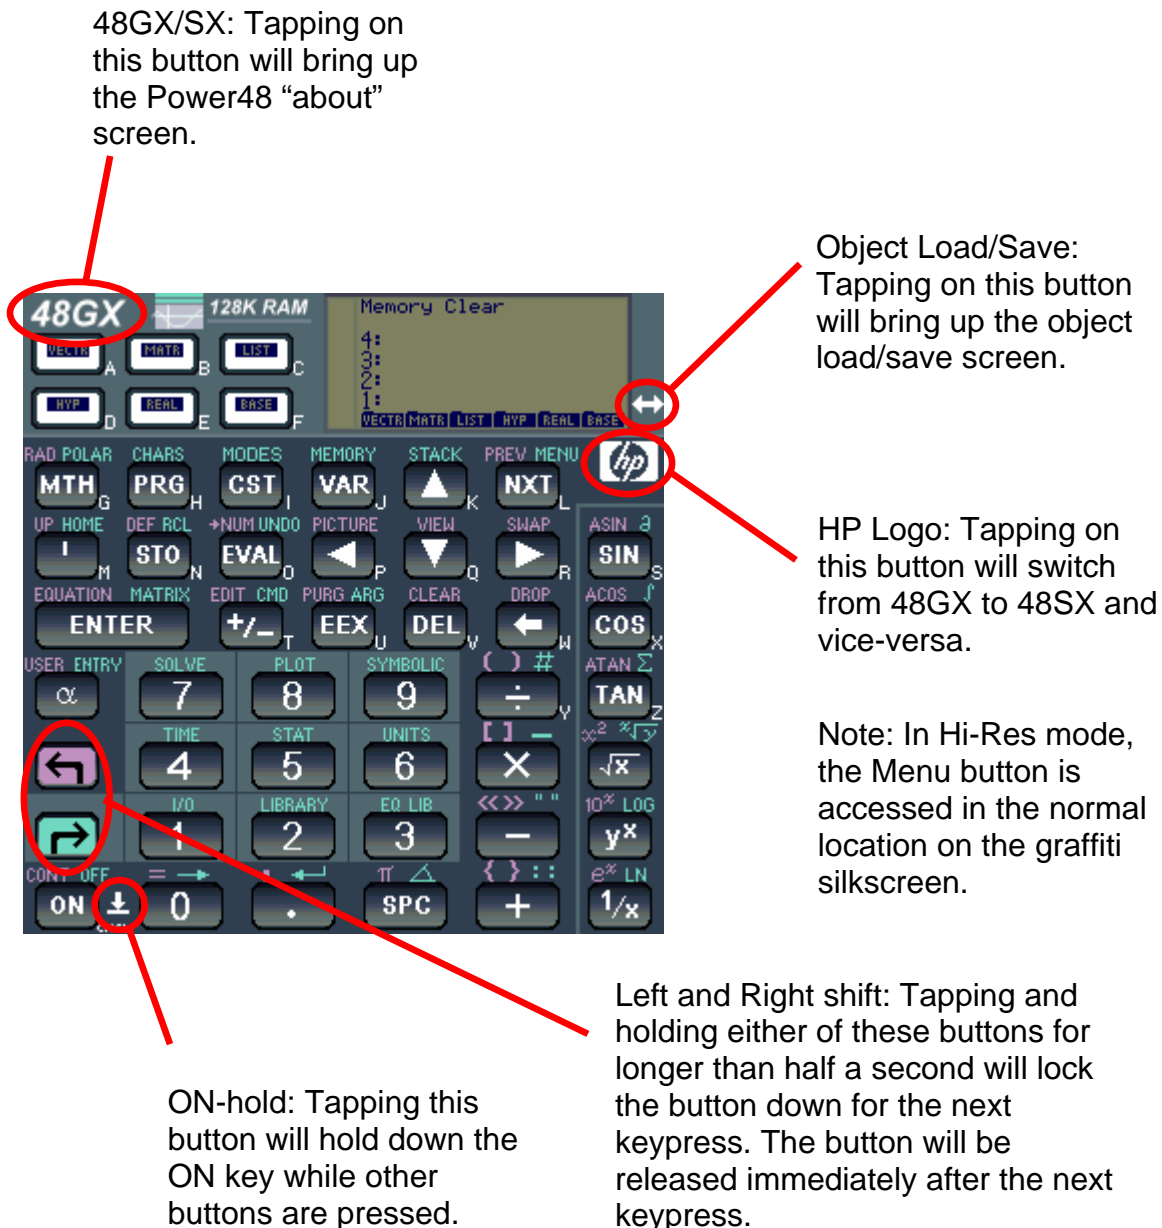 48GX/SX: Tapping on
this button will bring up
the Power48 “about”
screen.
Object Load/Save:
Tapping on this button
will bring up the object
load/save screen.
48GX 128K RAM
Memory Clear
4:
3:
2:
1:
VECTR MATR LIST HYP REAL BASE
VECTR A MATR B LIST C
HYP D REAL E BASE F
hp
RAD POLAR CHARS MODES MEMORY STACK PREV MENU
MTH G PRG H CST I VAR J ▲ K NXT L
UP HOME DEF RCL →NUM UNDO PICTURE VIEW SWAP ASIN ∂
' M STO N EVAL O ◀ P ▼ Q ▶ R SIN S
EQUATION MATRIX EDIT CMD PURG ARG CLEAR DROP ACOS ∫
ENTER +/− T EEX U DEL V ← W COS X
USER ENTRY SOLVE PLOT SYMBOLIC ( ) # ATAN Σ
α 7 8 9 ÷ Y TAN Z
TIME STAT UNITS [ ] _ x² ˣ√y
↰ 4 5 6 × √x
I/O LIBRARY EQ LIB «» " " 10ˣ LOG
↱ 1 2 3 − yˣ
CONT OFF = → , ↵ π ∠ { } : : eˣ LN
ON 0 . SPC + 1/x
HP Logo: Tapping on
this button will switch
from 48GX to 48SX and
vice-versa.
Note: In Hi-Res mode,
the Menu button is
accessed in the normal
location on the graffiti
silkscreen.
Left and Right shift: Tapping and
holding either of these buttons for
longer than half a second will lock
the button down for the next
keypress. The button will be
released immediately after the next
keypress.
ON-hold: Tapping this
button will hold down the
ON key while other
buttons are pressed.